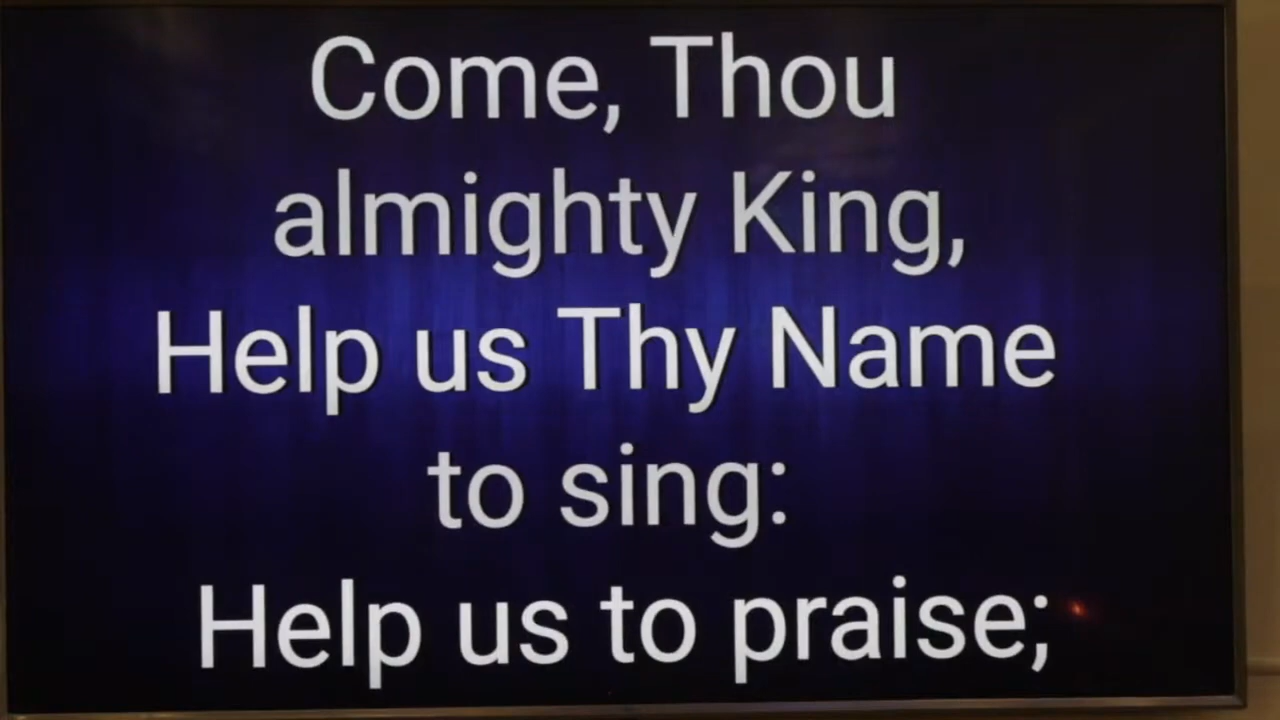 Come, Thou
almighty King,
Help us Thy Name
to sing:
Help us to praise;